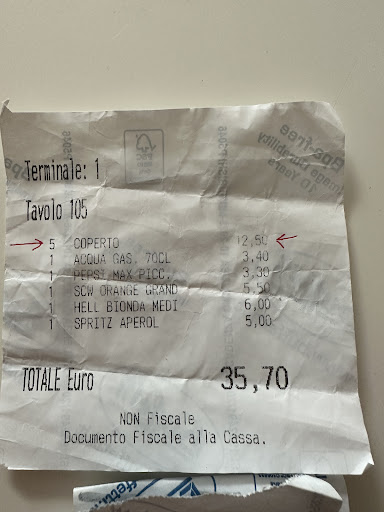 Terminale: 1
Tavolo 105
5 COPERTO 12,50
1 ACQUA GAS. 70CL 3,40
1 PEPSI MAX PICC. 3,30
1 SCW ORANGE GRAND 5,50
1 HELL BIONDA MEDI 6,00
1 SPRITZ APEROL 5,00
TOTALE Euro 35,70
NON Fiscale
Documento Fiscale alla Cassa.